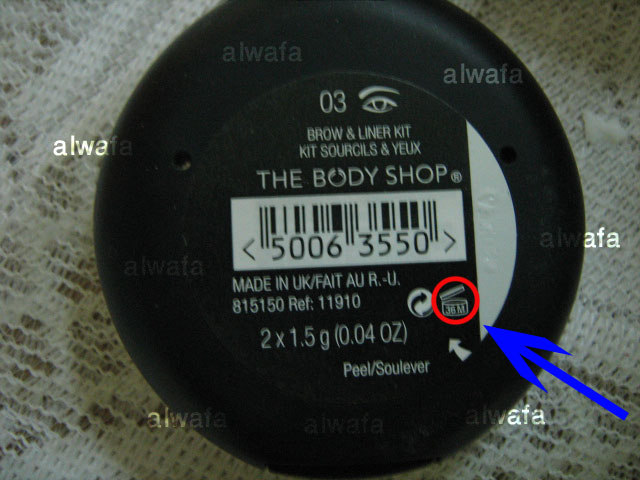 alwafa
alwafa
03
BROW & LINER KIT
KIT SOURCILS & YEUX
alwafa
THE BODY SHOP®
< 5006 3550 >
alwafa
alwafa
MADE IN UK/FAIT AU R.-U.
815150 Ref: 11910
36 M
2 x 1.5 g (0.04 OZ)
Peel/Soulever
alwafa
alwafa
alwafa